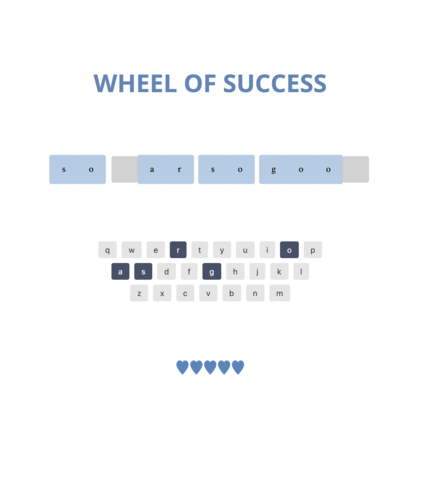 WHEEL OF SUCCESS
s o a r s o g o o
q w e r t y u i o p
a s d f g h j k l
z x c v b n m